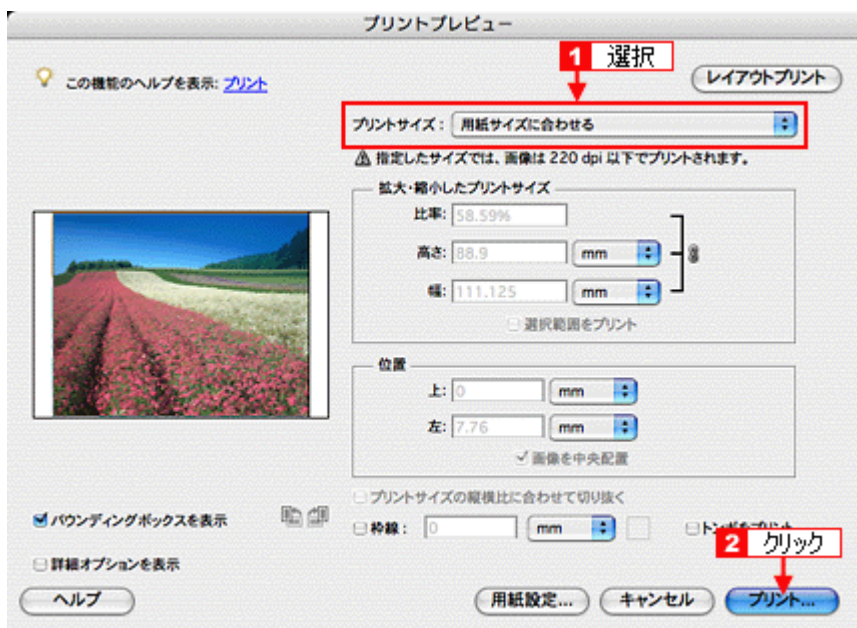 プリントプレビュー
1 選択
この機能のヘルプを表示: プリント
レイアウトプリント
プリントサイズ: 用紙サイズに合わせる
指定したサイズでは、画像は 220 dpi 以下でプリントされます。
拡大・縮小したプリントサイズ
比率: 58.59%
高さ: 88.9 mm
幅: 111.125 mm
選択範囲をプリント
位置
上: 0 mm
左: 7.76 mm
画像を中央配置
プリントサイズの縦横比に合わせて切り抜く
バウンディングボックスを表示
枠線: 0 mm
トンボをプリント
2 クリック
詳細オプションを表示
ヘルプ
用紙設定...
キャンセル
プリント...